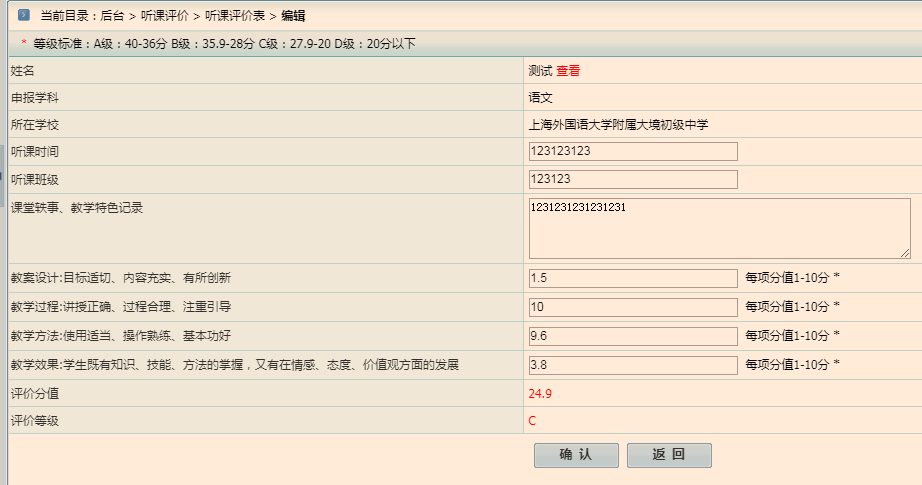 当前目录：后台 > 听课评价 > 听课评价表 > 编辑
* 等级标准：A级：40-36分 B级：35.9-28分 C级：27.9-20 D级：20分以下
姓名 测试 查看
申报学科 语文
所在学校 上海外国语大学附属大境初级中学
听课时间 123123123
听课班级 123123
课堂轶事、教学特色记录 1231231231231231
教案设计:目标适切、内容充实、有所创新 1.5 每项分值1-10分 *
教学过程:讲授正确、过程合理、注重引导 10 每项分值1-10分 *
教学方法:使用适当、操作熟练、基本功好 9.6 每项分值1-10分 *
教学效果:学生既有知识、技能、方法的掌握，又有在情感、态度、价值观方面的发展 3.8 每项分值1-10分 *
评价分值 24.9
评价等级 C
确 认 返 回